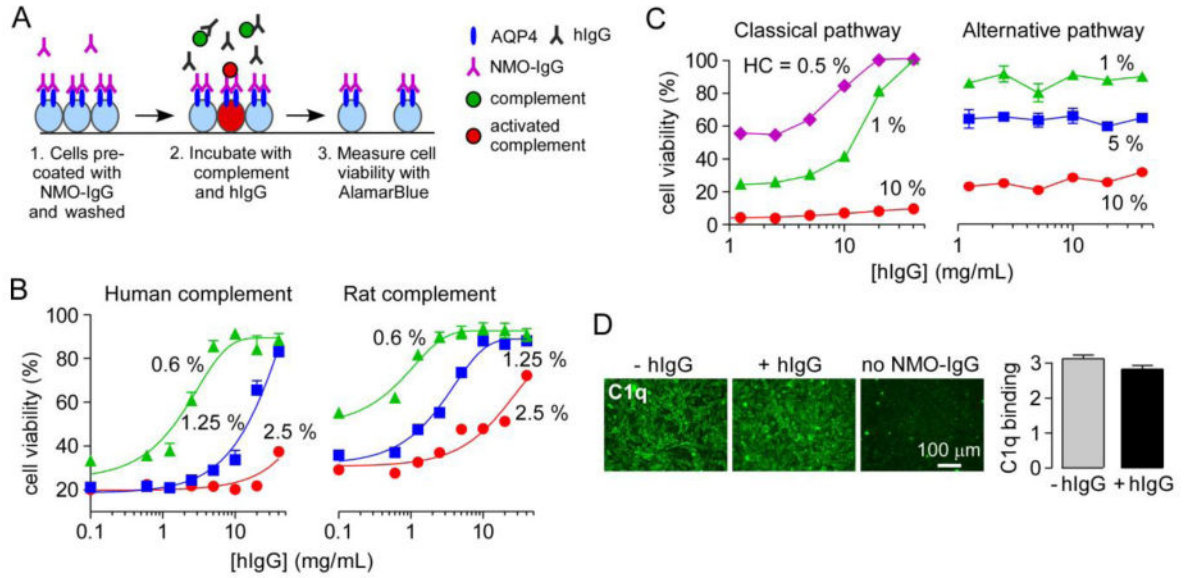 A
AQP4
hIgG
NMO-IgG
complement
activated
complement
1. Cells pre-
coated with
NMO-IgG
and washed
2. Incubate with
complement
and hIgG
3. Measure cell
viability with
AlamarBlue
B
Human complement
Rat complement
cell viability (%)
100
80
60
40
20
0.6 %
1.25 %
2.5 %
0.6 %
1.25 %
2.5 %
0.1
1
10
0.1
1
10
[hIgG] (mg/mL)
C
Classical pathway
Alternative pathway
cell viability (%)
100
80
60
40
20
0
HC = 0.5 %
1 %
10 %
1 %
5 %
10 %
1
10
1
10
[hIgG] (mg/mL)
D
- hIgG
+ hIgG
no NMO-IgG
C1q
100 µm
C1q binding
3
2
1
0
- hIgG
+ hIgG